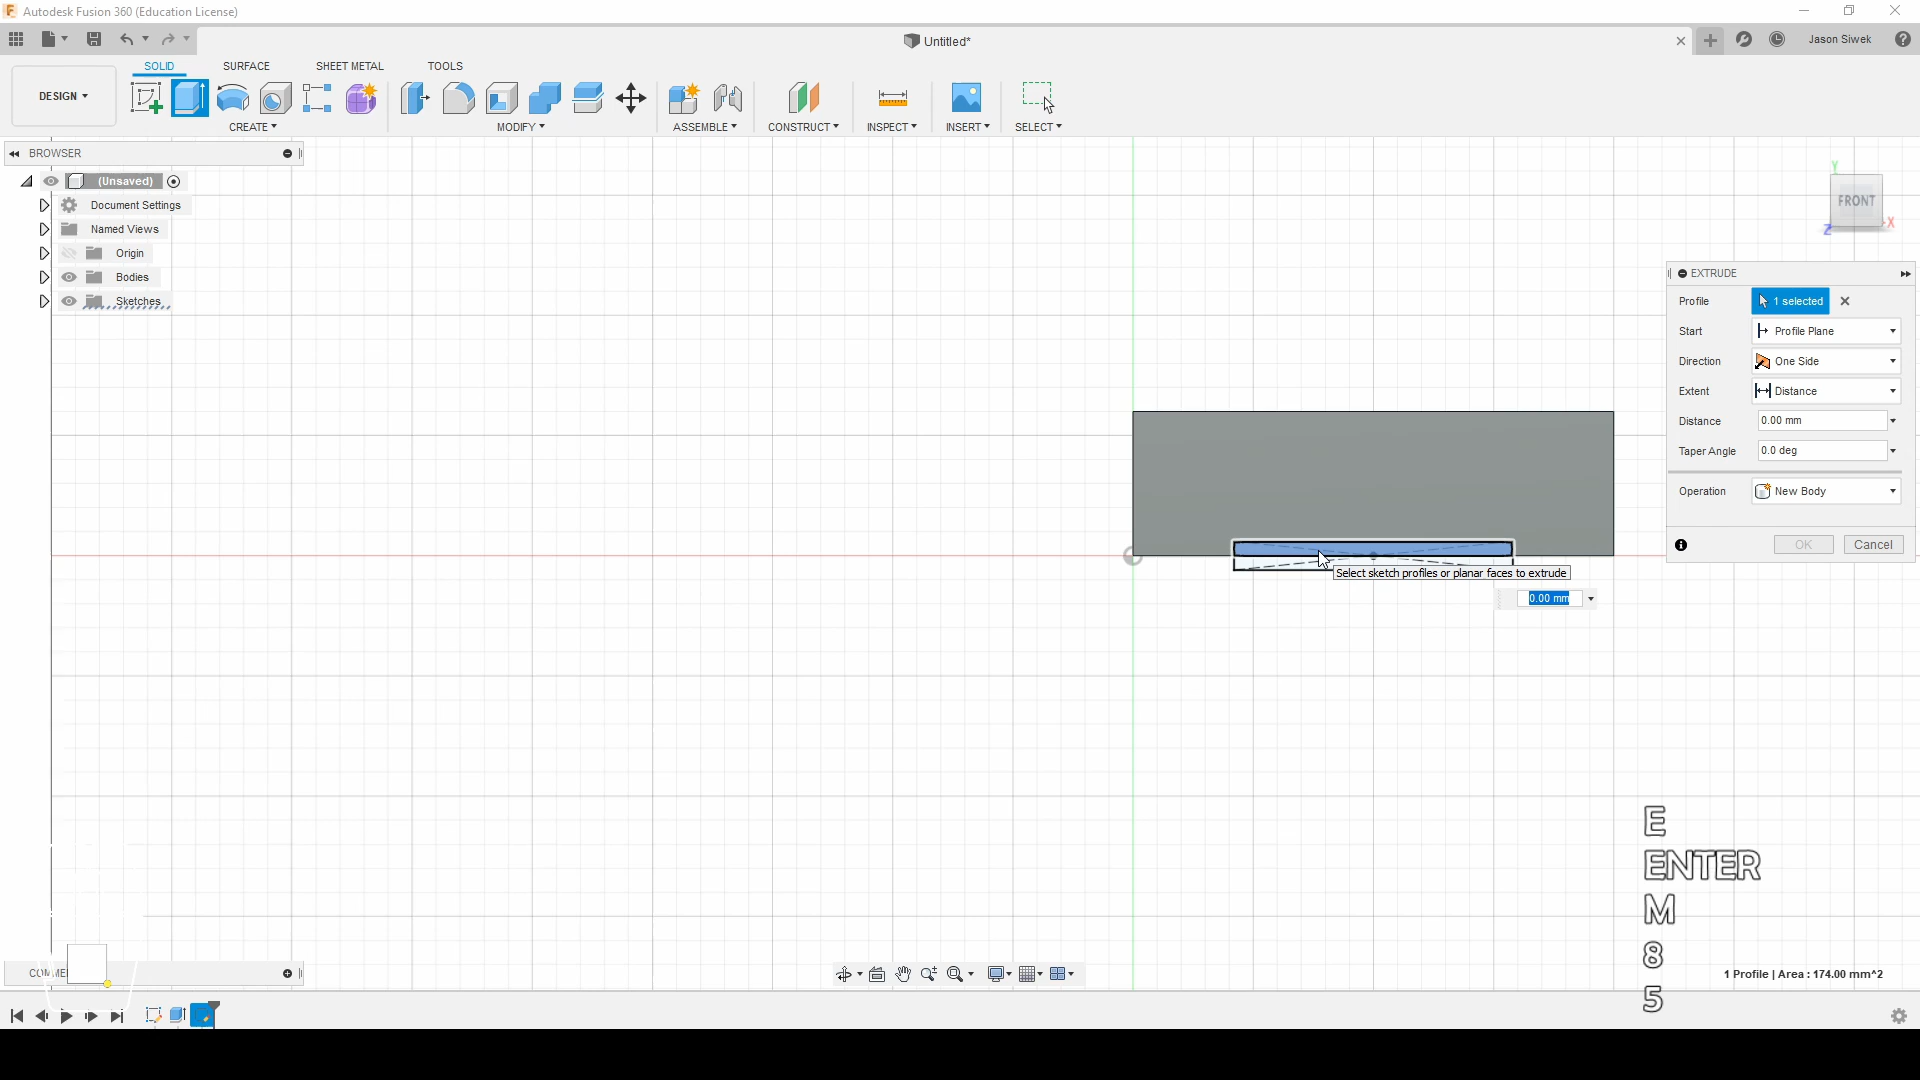 Autodesk Fusion 360 (Education License)
Untitled*
Jason Siwek
DESIGN
SOLID
SURFACE
SHEET METAL
TOOLS
CREATE
MODIFY
ASSEMBLE
CONSTRUCT
INSPECT
INSERT
SELECT
BROWSER
(Unsaved)
Document Settings
Named Views
Origin
Bodies
Sketches
Y
FRONT
X
Z
EXTRUDE
Profile
1 selected
Start
Profile Plane
Direction
One Side
Extent
Distance
Distance
0.00 mm
Taper Angle
0.0 deg
Operation
New Body
OK
Cancel
Select sketch profiles or planar faces to extrude
0.00 mm
E
ENTER
M
8
5
1 Profile | Area : 174.00 mm^2